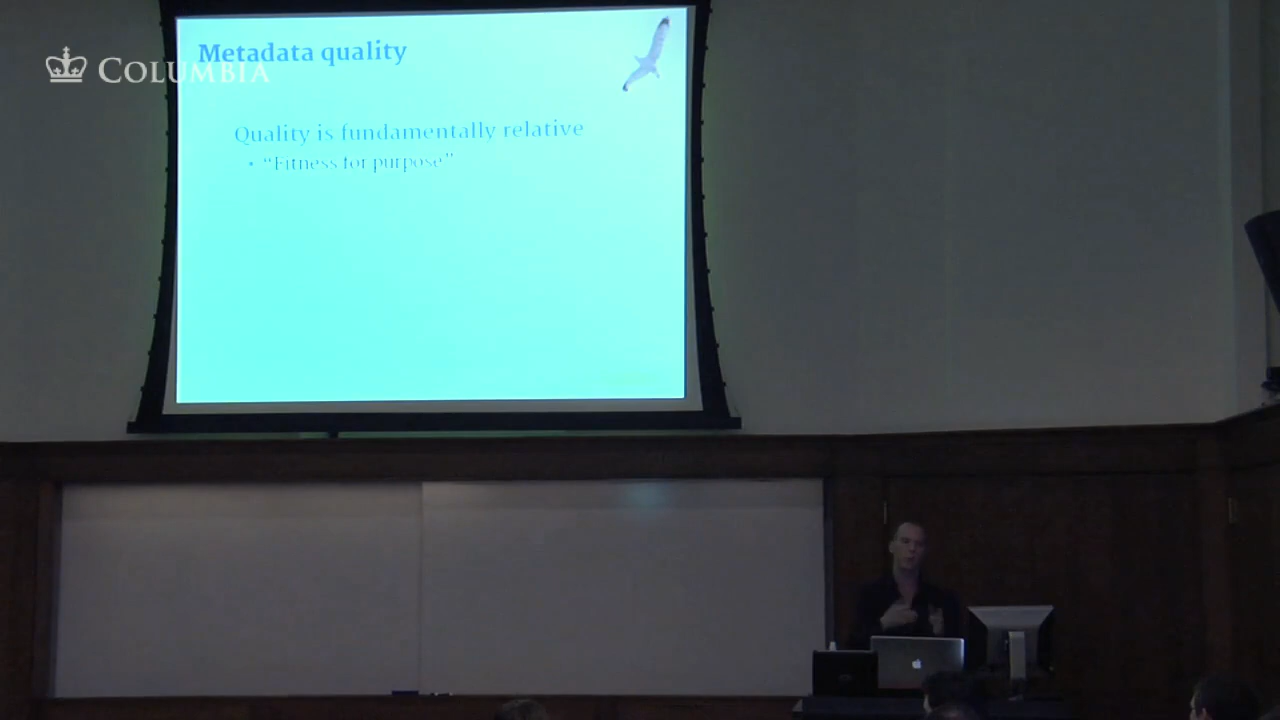 Metadata quality
COLUMBIA
Quality is fundamentally relative
• “Fitness for purpose”